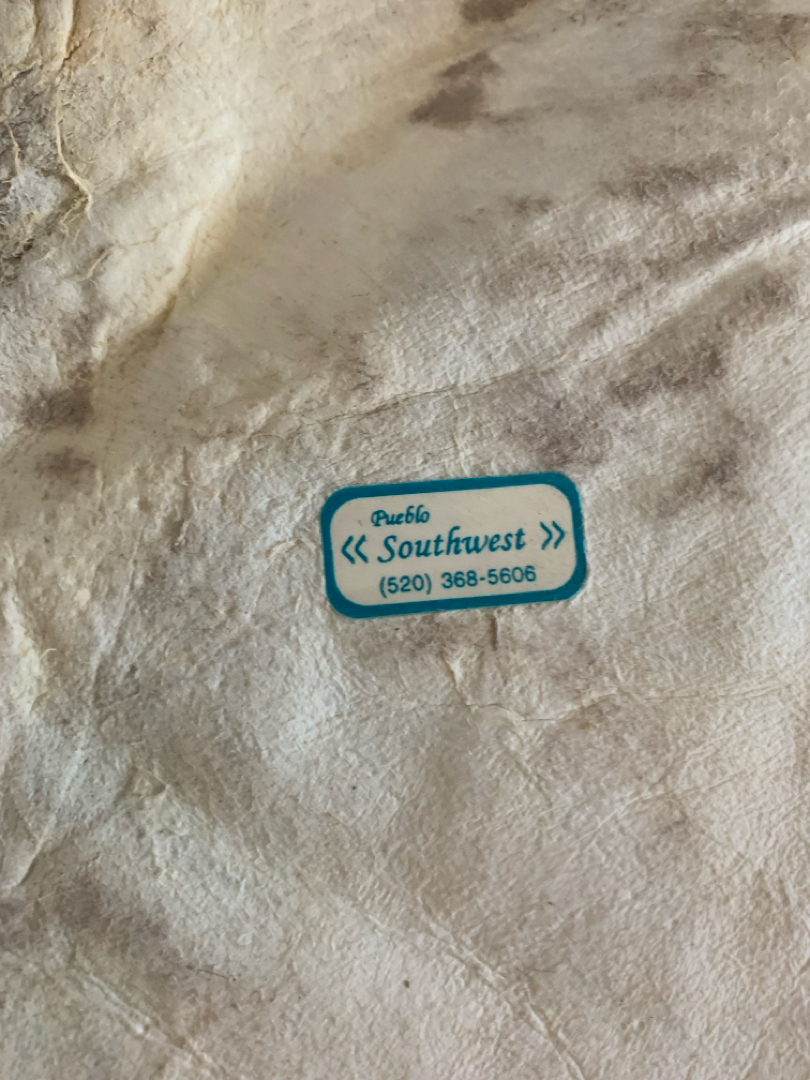 Pueblo
« Southwest »
(520) 368-5606